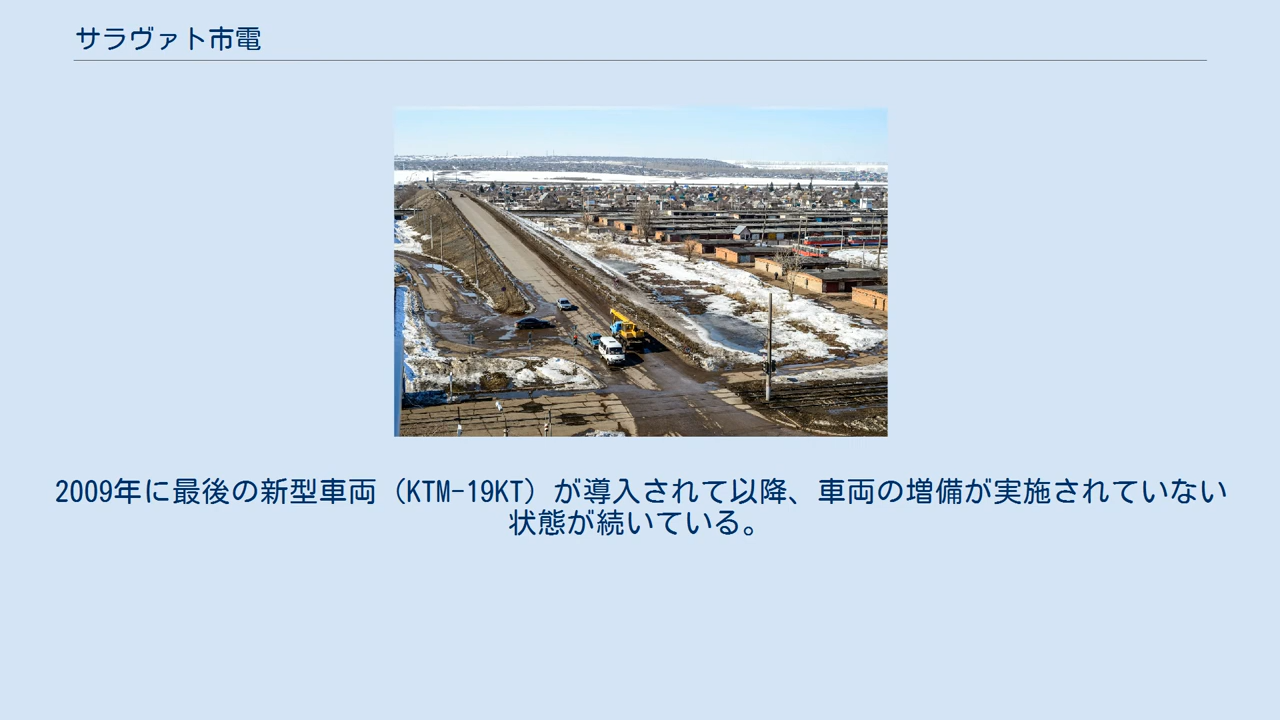 サラヴァト市電
2009年に最後の新型車両（KTM-19KT）が導入されて以降、車両の増備が実施されていない
状態が続いている。